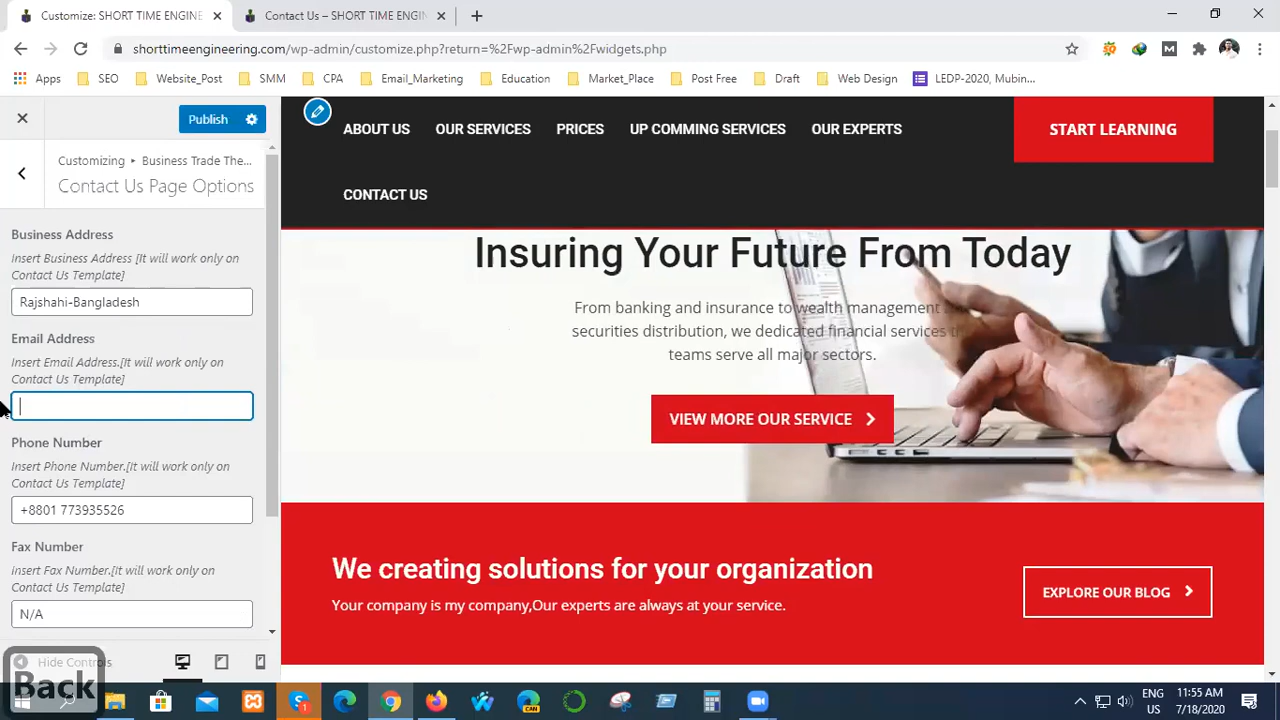 Customize: SHORT TIME ENGINE
Contact Us – SHORT TIME ENGINE
shorttimeengineering.com/wp-admin/customize.php?return=%2Fwp-admin%2Fwidgets.php
Apps
SEO
Website_Post
SMM
CPA
Email_Marketing
Education
Market_Place
Post Free
Draft
Web Design
LEDP-2020, Mubin...
Publish
Customizing ▸ Business Trade The...
Contact Us Page Options
Business Address
Insert Business Address [It will work only on
Contact Us Template]
Rajshahi-Bangladesh
Email Address
Insert Email Address.[It will work only on
Contact Us Template]
Phone Number
Insert Phone Number.[It will work only on
Contact Us Template]
+8801 773935526
Fax Number
Insert Fax Number.[It will work only on
Contact Us Template]
N/A
Hide Controls
Back
ABOUT US
OUR SERVICES
PRICES
UP COMMING SERVICES
OUR EXPERTS
START LEARNING
CONTACT US
Insuring Your Future From Today
From banking and insurance to wealth management
securities distribution, we dedicated financial services
teams serve all major sectors.
VIEW MORE OUR SERVICE
We creating solutions for your organization
Your company is my company,Our experts are always at your service.
EXPLORE OUR BLOG
CAN
ENG
US
11:55 AM
7/18/2020